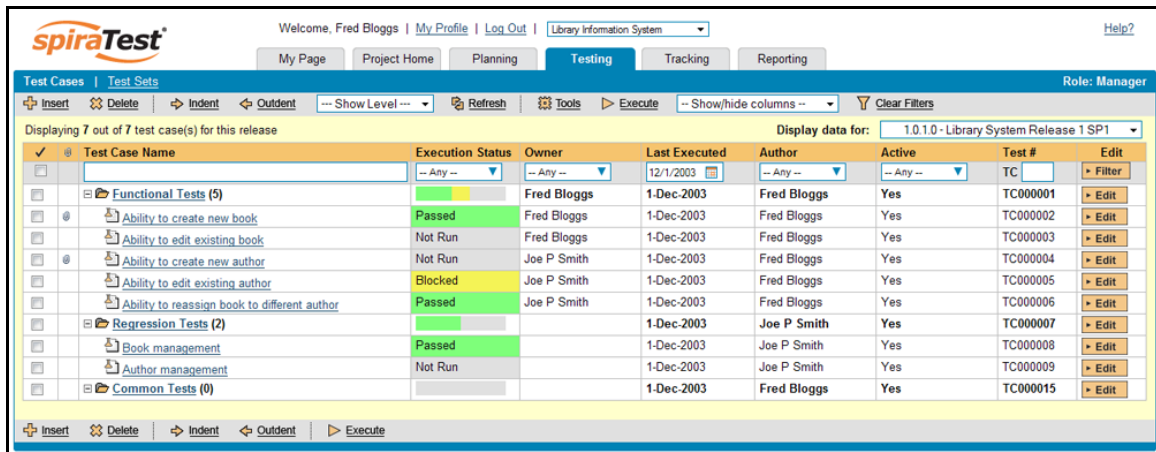 spiraTest
Welcome, Fred Bloggs | My Profile | Log Out | Library Information System
Help?
My Page Project Home Planning Testing Tracking Reporting
Test Cases | Test Sets Role: Manager
Insert Delete Indent Outdent --- Show Level --- Refresh Tools Execute -- Show/hide columns -- Clear Filters
Displaying 7 out of 7 test case(s) for this release Display data for: 1.0.1.0 - Library System Release 1 SP1
Test Case Name Execution Status Owner Last Executed Author Active Test # Edit
-- Any -- -- Any -- 12/1/2003 -- Any -- -- Any -- TC Filter
Functional Tests (5) Fred Bloggs 1-Dec-2003 Fred Bloggs Yes TC000001 Edit
Ability to create new book Passed Fred Bloggs 1-Dec-2003 Fred Bloggs Yes TC000002 Edit
Ability to edit existing book Not Run Fred Bloggs 1-Dec-2003 Fred Bloggs Yes TC000003 Edit
Ability to create new author Not Run Joe P Smith 1-Dec-2003 Fred Bloggs Yes TC000004 Edit
Ability to edit existing author Blocked Joe P Smith 1-Dec-2003 Fred Bloggs Yes TC000005 Edit
Ability to reassign book to different author Passed Joe P Smith 1-Dec-2003 Fred Bloggs Yes TC000006 Edit
Regression Tests (2) 1-Dec-2003 Joe P Smith Yes TC000007 Edit
Book management Passed 1-Dec-2003 Joe P Smith Yes TC000008 Edit
Author management Not Run 1-Dec-2003 Joe P Smith Yes TC000009 Edit
Common Tests (0) 1-Dec-2003 Fred Bloggs Yes TC000015 Edit
Insert Delete Indent Outdent Execute